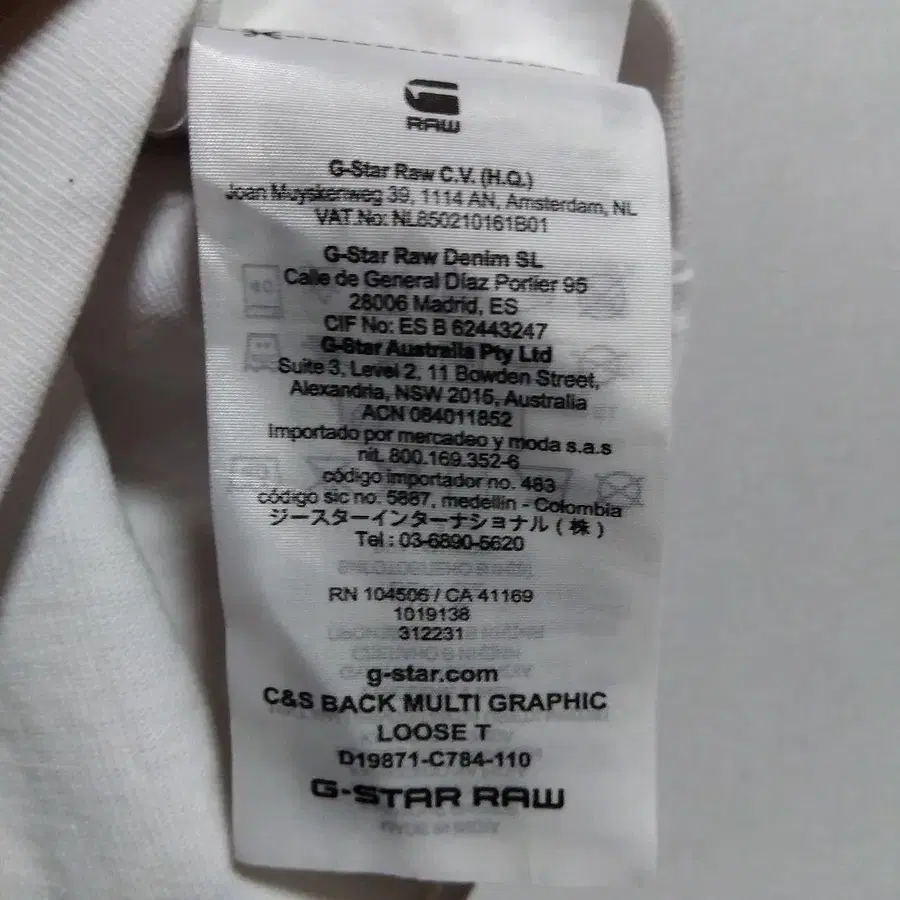 RAW
G-Star Raw C.V. (H.Q.)
Joan Muyskenweg 39, 1114 AN, Amsterdam, NL
VAT.No: NL850210161B01
G-Star Raw Denim SL
Calle de General Díaz Porlier 95
28006 Madrid, ES
CIF No: ES B 62443247
G-Star Australia Pty Ltd
Suite 3, Level 2, 11 Bowden Street,
Alexandria, NSW 2015, Australia
ACN 084011852
importado por mercadeo y moda s.a.s
nit. 800.169.352-6
código importador no. 483
código sic no. 5887, medellin - Colombia
ジースターインターナショナル(株)
Tel : 03-6890-5620
RN 104506 / CA 41169
1019138
312231
g-star.com
C&S BACK MULTI GRAPHIC
LOOSE T
D19871-C784-110
G-STAR RAW